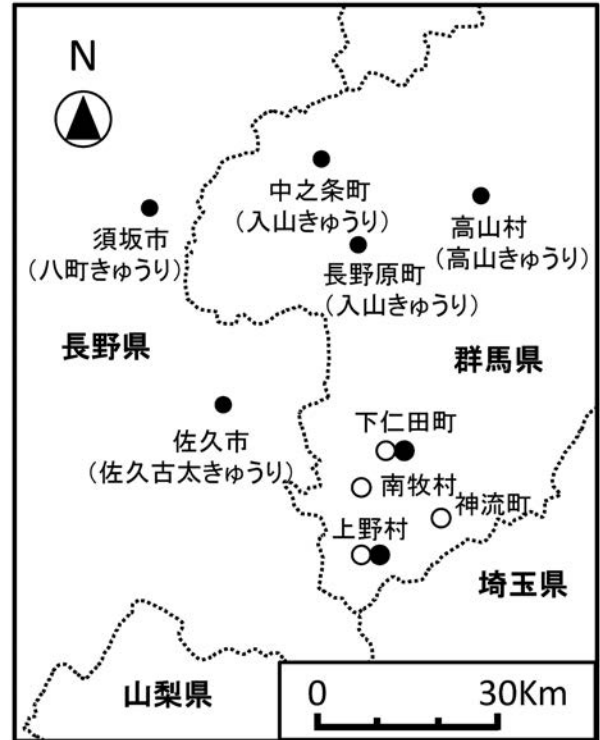 N
中之条町
(入山きゅうり)
高山村
(高山きゅうり)
須坂市
(八町きゅうり)
長野原町
(入山きゅうり)
長野県
群馬県
下仁田町
佐久市
(佐久古太きゅうり)
南牧村
神流町
上野村
埼玉県
山梨県
0 30Km